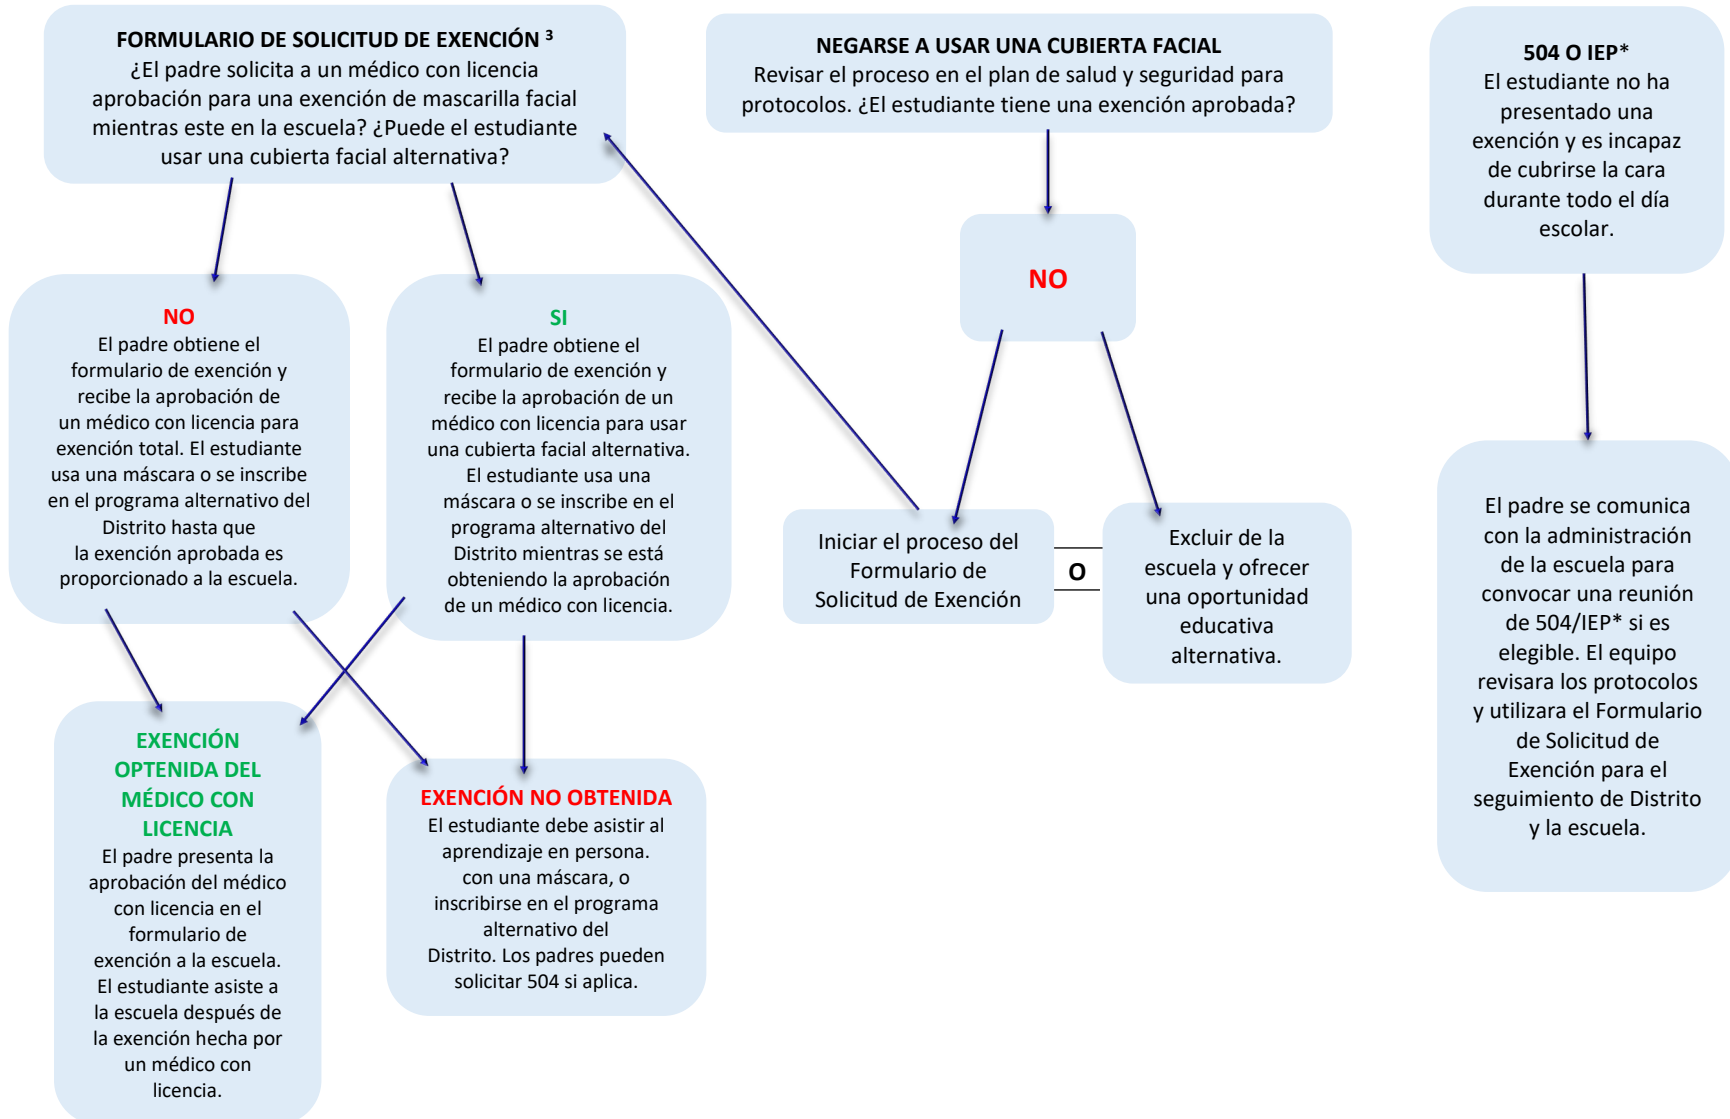 FORMULARIO DE SOLICITUD DE EXENCIÓN ³
¿El padre solicita a un médico con licencia
aprobación para una exención de mascarilla facial
mientras este en la escuela? ¿Puede el estudiante
usar una cubierta facial alternativa?
NEGARSE A USAR UNA CUBIERTA FACIAL
Revisar el proceso en el plan de salud y seguridad para
protocolos. ¿El estudiante tiene una exención aprobada?
504 O IEP*
El estudiante no ha
presentado una
exención y es incapaz
de cubrirse la cara
durante todo el día
escolar.
NO
El padre obtiene el
formulario de exención y
recibe la aprobación de
un médico con licencia para
exención total. El estudiante
usa una máscara o se inscribe
en el programa alternativo del
Distrito hasta que
la exención aprobada es
proporcionado a la escuela.
SI
El padre obtiene el
formulario de exención y
recibe la aprobación de un
médico con licencia para usar
una cubierta facial alternativa.
El estudiante usa una
máscara o se inscribe en el
programa alternativo del
Distrito mientras se está
obteniendo la aprobación
de un médico con licencia.
NO
Iniciar el proceso del
Formulario de
Solicitud de Exención
O
Excluir de la
escuela y ofrecer
una oportunidad
educativa
alternativa.
El padre se comunica
con la administración
de la escuela para
convocar una reunión
de 504/IEP* si es
elegible. El equipo
revisara los protocolos
y utilizara el Formulario
de Solicitud de
Exención para el
seguimiento de Distrito
y la escuela.
EXENCIÓN
OPTENIDA DEL
MÉDICO CON
LICENCIA
El padre presenta la
aprobación del médico
con licencia en el
formulario de
exención a la escuela.
El estudiante asiste a
la escuela después de
la exención hecha por
un médico con
licencia.
EXENCIÓN NO OBTENIDA
El estudiante debe asistir al
aprendizaje en persona.
con una máscara, o
inscribirse en el programa
alternativo del
Distrito. Los padres pueden
solicitar 504 si aplica.